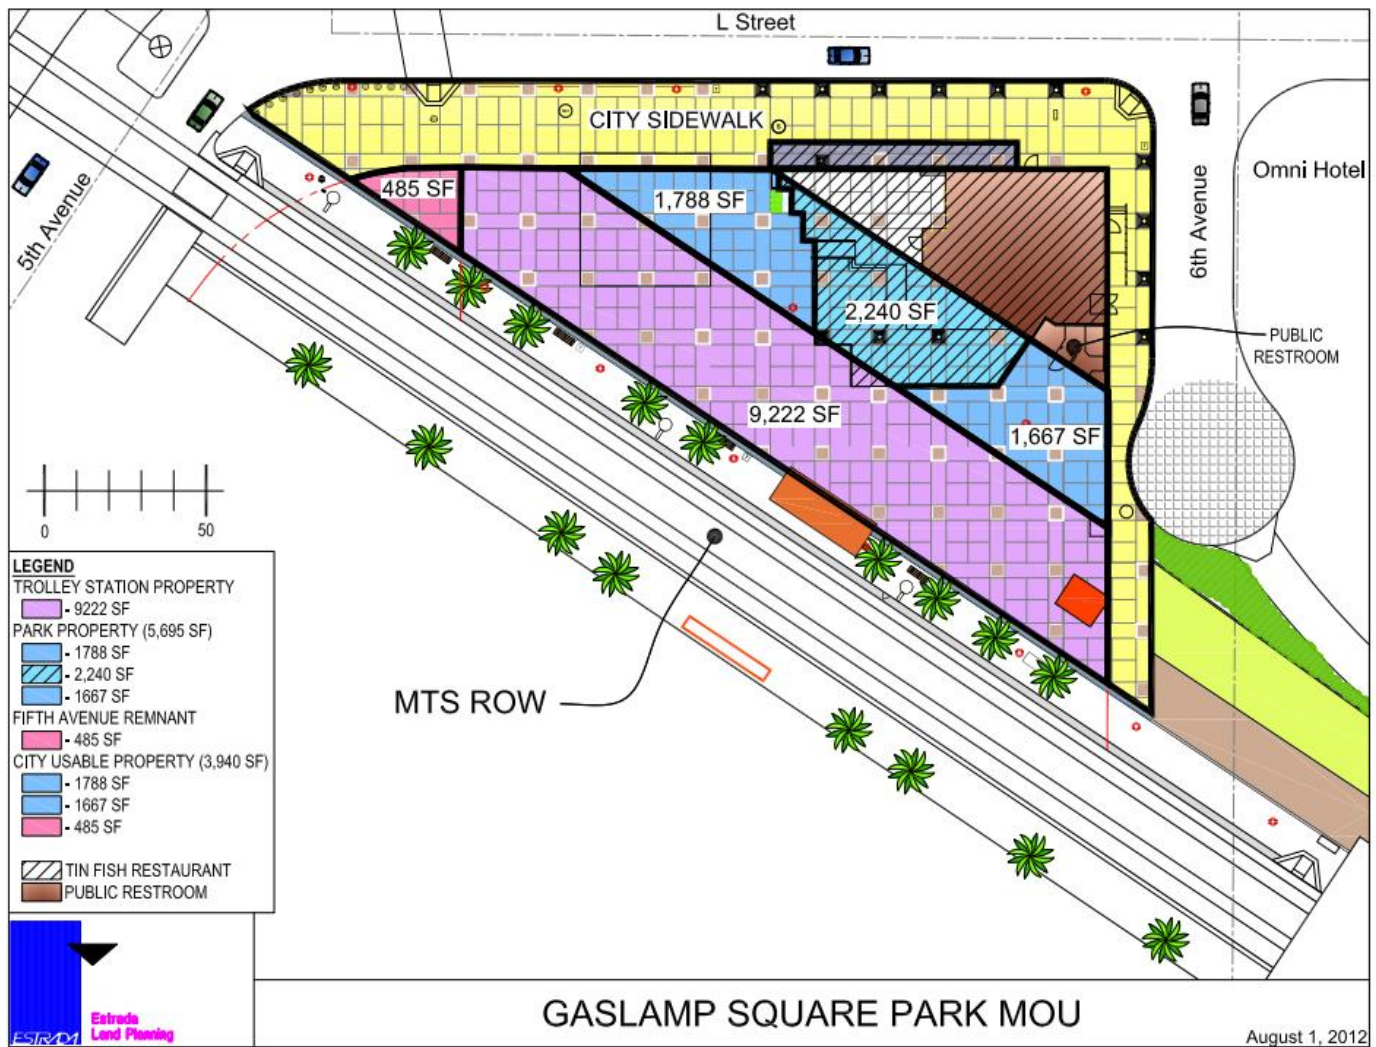 L Street
CITY SIDEWALK
5th Avenue
6th Avenue
Omni Hotel
485 SF
1,788 SF
2,240 SF
PUBLIC
RESTROOM
9,222 SF
1,667 SF
0
50
MTS ROW
LEGEND
TROLLEY STATION PROPERTY
- 9222 SF
PARK PROPERTY (5,695 SF)
- 1788 SF
- 2,240 SF
- 1667 SF
FIFTH AVENUE REMNANT
- 485 SF
CITY USABLE PROPERTY (3,940 SF)
- 1788 SF
- 1667 SF
- 485 SF
TIN FISH RESTAURANT
PUBLIC RESTROOM
ESTRADA
Estrada
Land Planning
GASLAMP SQUARE PARK MOU
August 1, 2012